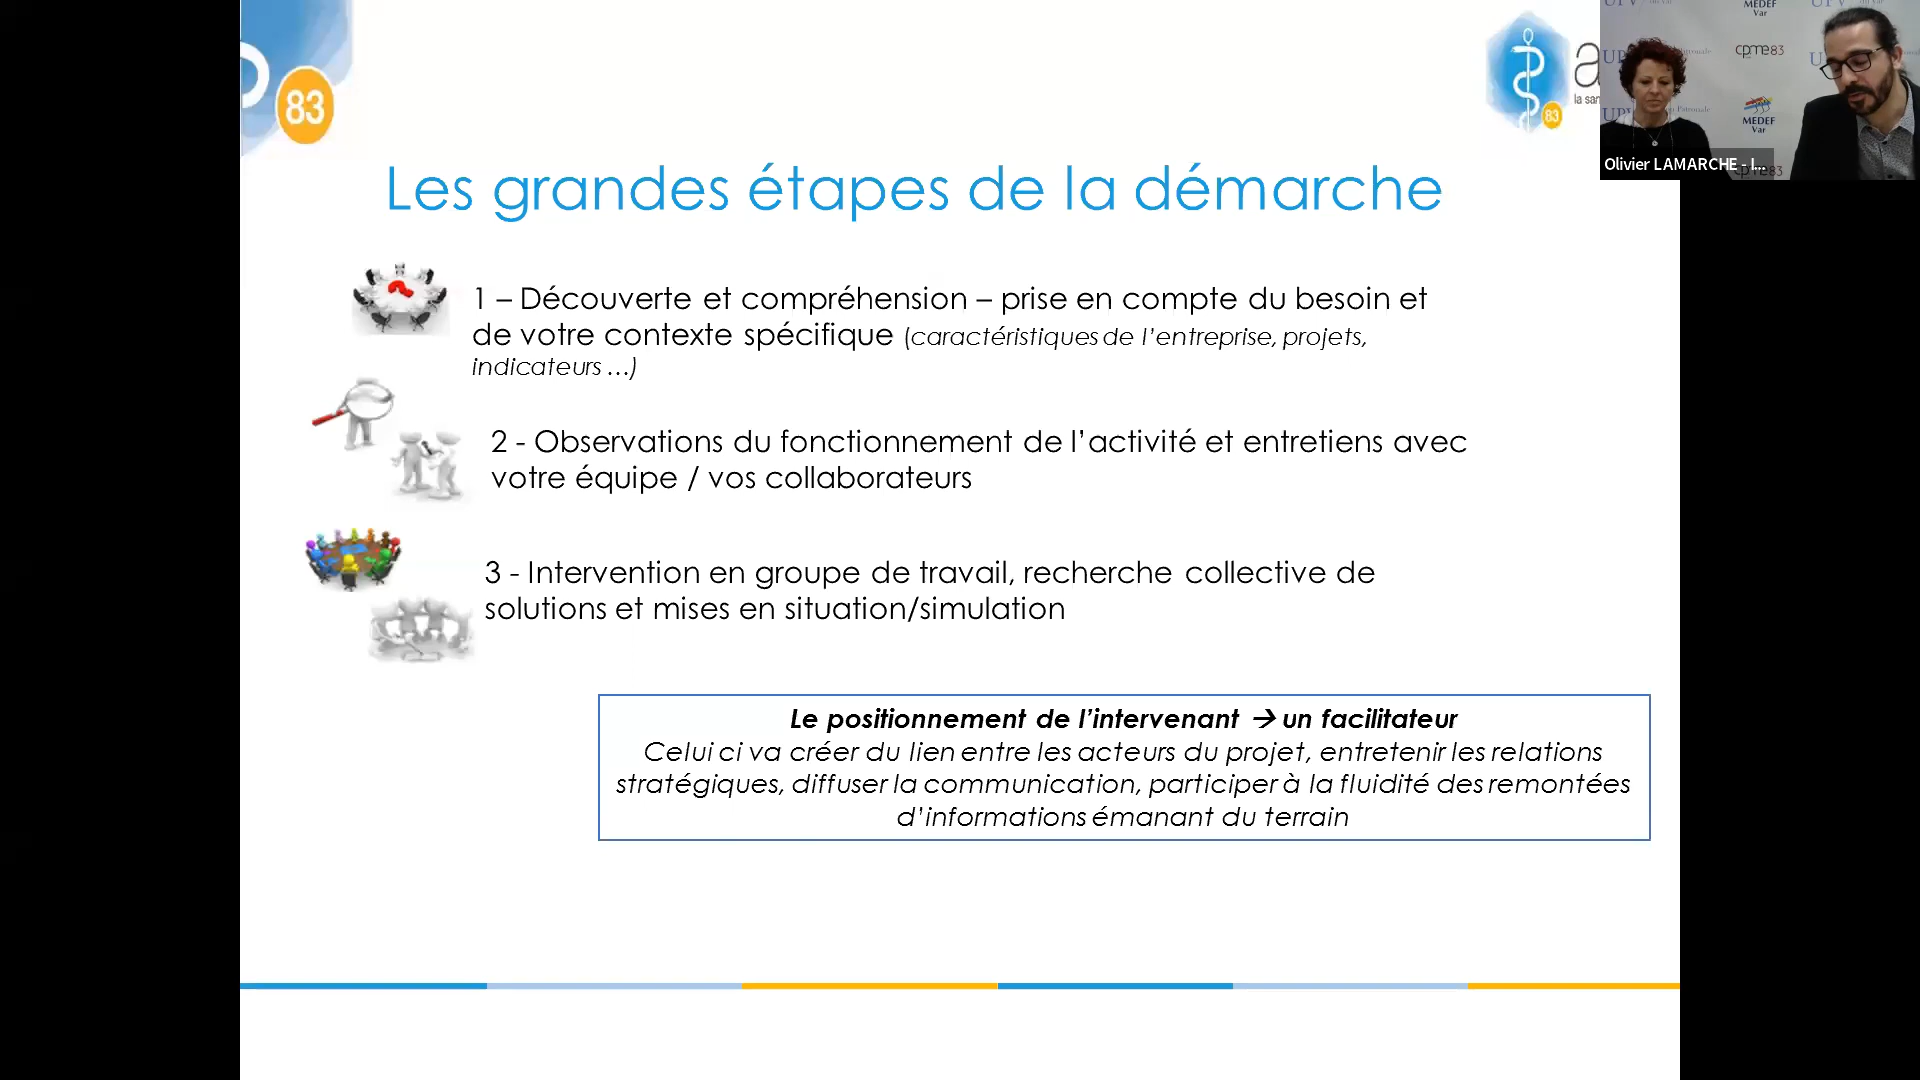 83
83
la san
Les grandes étapes de la démarche
1 – Découverte et compréhension – prise en compte du besoin et
de votre contexte spécifique (caractéristiques de l’entreprise, projets,
indicateurs …)
2 - Observations du fonctionnement de l’activité et entretiens avec
votre équipe / vos collaborateurs
3 - Intervention en groupe de travail, recherche collective de
solutions et mises en situation/simulation
Le positionnement de l’intervenant → un facilitateur
Celui ci va créer du lien entre les acteurs du projet, entretenir les relations
stratégiques, diffuser la communication, participer à la fluidité des remontées
d’informations émanant du terrain
MEDEF
Var
cpme83
MEDEF
Var
Olivier LAMARCHE - I...